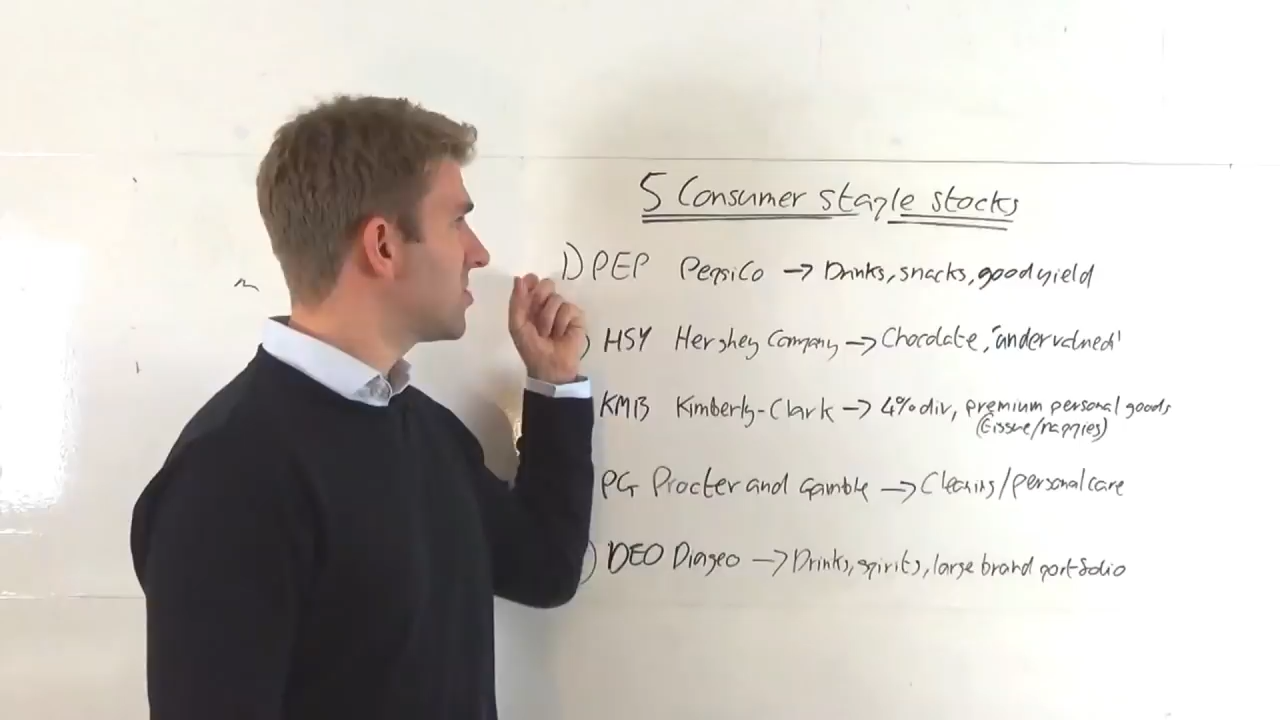 5 Consumer staple stocks
1) PEP PepsiCo → Drinks, snacks, good yield
) HSY Hershey Company → Chocolate, 'undervalued'
KMB Kimberly-Clark → 4% div, premium personal goods
(tissue/nappies)
PG Procter and Gamble → Cleaning/personal care
) DEO Diageo → Drinks, spirits, large brand portfolio